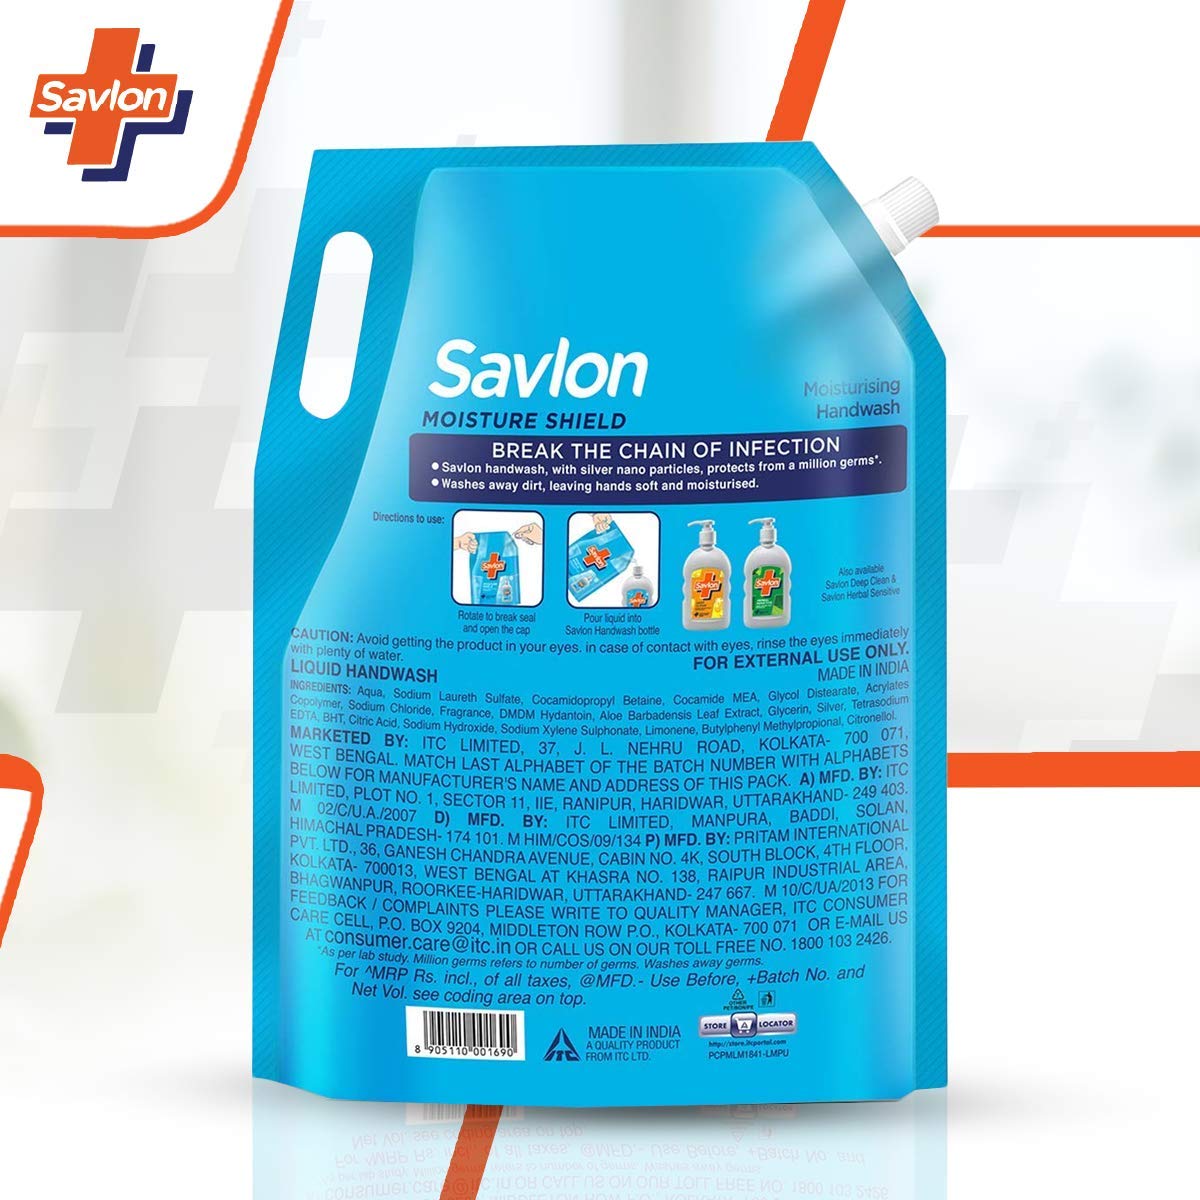 Savlon
Savlon
MOISTURE SHIELD
Moisturising
Handwash
BREAK THE CHAIN OF INFECTION
● Savlon handwash, with silver nano particles, protects from a million germs*.
● Washes away dirt, leaving hands soft and moisturised.
Directions to use:
Rotate to break seal
and open the cap
Pour liquid into
Savlon Handwash bottle
Savlon
Savlon
Also available
Savlon Deep Clean &
Savlon Herbal Sensitive
CAUTION: Avoid getting the product in your eyes. in case of contact with eyes, rinse the eyes immediately
with plenty of water.
FOR EXTERNAL USE ONLY.
LIQUID HANDWASH
MADE IN INDIA
INGREDIENTS: Aqua, Sodium Laureth Sulfate, Cocamidopropyl Betaine, Cocamide MEA, Glycol Distearate, Acrylates
Copolymer, Sodium Chloride, Fragrance, DMDM Hydantoin, Aloe Barbadensis Leaf Extract, Glycerin, Silver, Tetrasodium
EDTA, BHT, Citric Acid, Sodium Hydroxide, Sodium Xylene Sulphonate, Limonene, Butylphenyl Methylpropional, Citronellol.
MARKETED BY: ITC LIMITED, 37, J. L. NEHRU ROAD, KOLKATA- 700 071,
WEST BENGAL. MATCH LAST ALPHABET OF THE BATCH NUMBER WITH ALPHABETS
BELOW FOR MANUFACTURER'S NAME AND ADDRESS OF THIS PACK. A) MFD. BY: ITC
LIMITED, PLOT NO. 1, SECTOR 11, IIE, RANIPUR, HARIDWAR, UTTARAKHAND- 249 403.
M 02/C/U.A./2007 D) MFD. BY: ITC LIMITED, MANPURA, BADDI, SOLAN,
HIMACHAL PRADESH- 174 101. M HIM/COS/09/134 P) MFD. BY: PRITAM INTERNATIONAL
PVT. LTD., 36, GANESH CHANDRA AVENUE, CABIN NO. 4K, SOUTH BLOCK, 4TH FLOOR,
KOLKATA- 700013, WEST BENGAL AT KHASRA NO. 138, RAIPUR INDUSTRIAL AREA,
BHAGWANPUR, ROORKEE-HARIDWAR, UTTARAKHAND- 247 667. M 10/C/UA/2013 FOR
FEEDBACK / COMPLAINTS PLEASE WRITE TO QUALITY MANAGER, ITC CONSUMER
CARE CELL, P.O. BOX 9204, MIDDLETON ROW P.O., KOLKATA- 700 071 OR E-MAIL US
AT consumer.care@itc.in OR CALL US ON OUR TOLL FREE NO. 1800 103 2426.
*As per lab study. Million germs refers to number of germs. Washes away germs.
For ^MRP Rs. incl., of all taxes, @MFD.- Use Before, +Batch No. and
Net Vol. see coding area on top.
8 905110 001690
ITC
MADE IN INDIA
A QUALITY PRODUCT
FROM ITC LTD.
OTHER
PET/BON/PE
STORE LOCATOR
http://store.itcportal.com
PCPMLM1841-LMPU